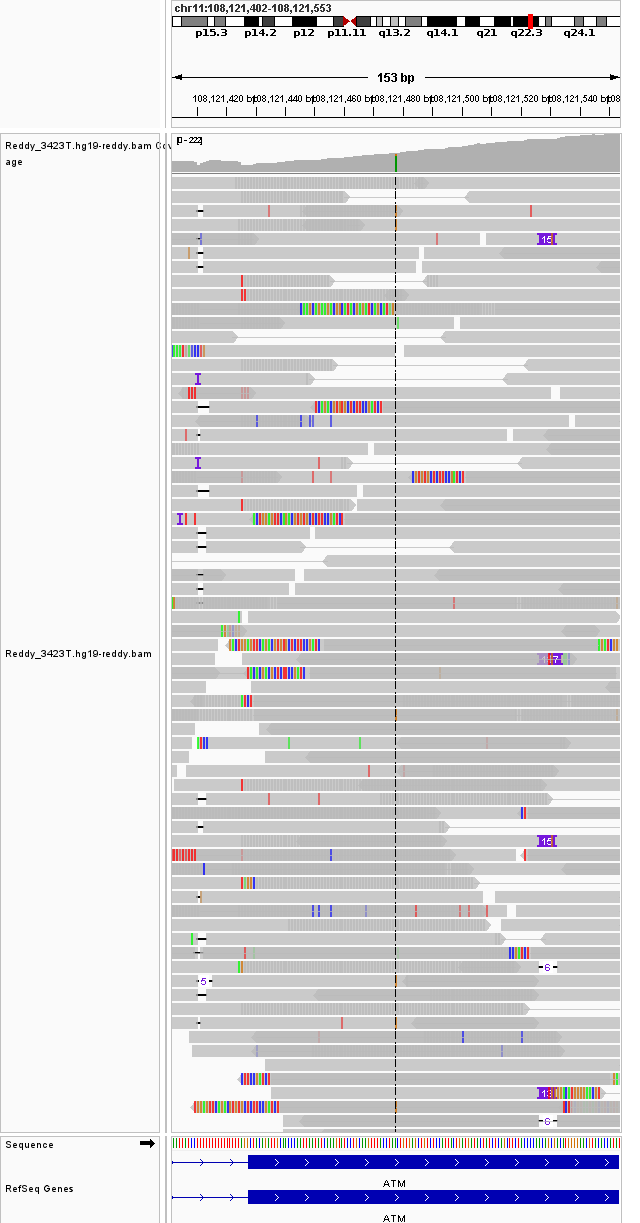 chr11:108,121,402-108,121,553
p15.3 p14.2 p12 p11.11 q13.2 q14.1 q21 q22.3 q24.1
153 bp
108,121,420 bp 108,121,440 bp 108,121,460 bp 108,121,480 bp 108,121,500 bp 108,121,520 bp 108,121,540 bp
[0 - 222]
Reddy_3423T.hg19-reddy.bam Cov
age
15
Reddy_3423T.hg19-reddy.bam
15
6
5
13
6
Sequence
ATM
RefSeq Genes
ATM